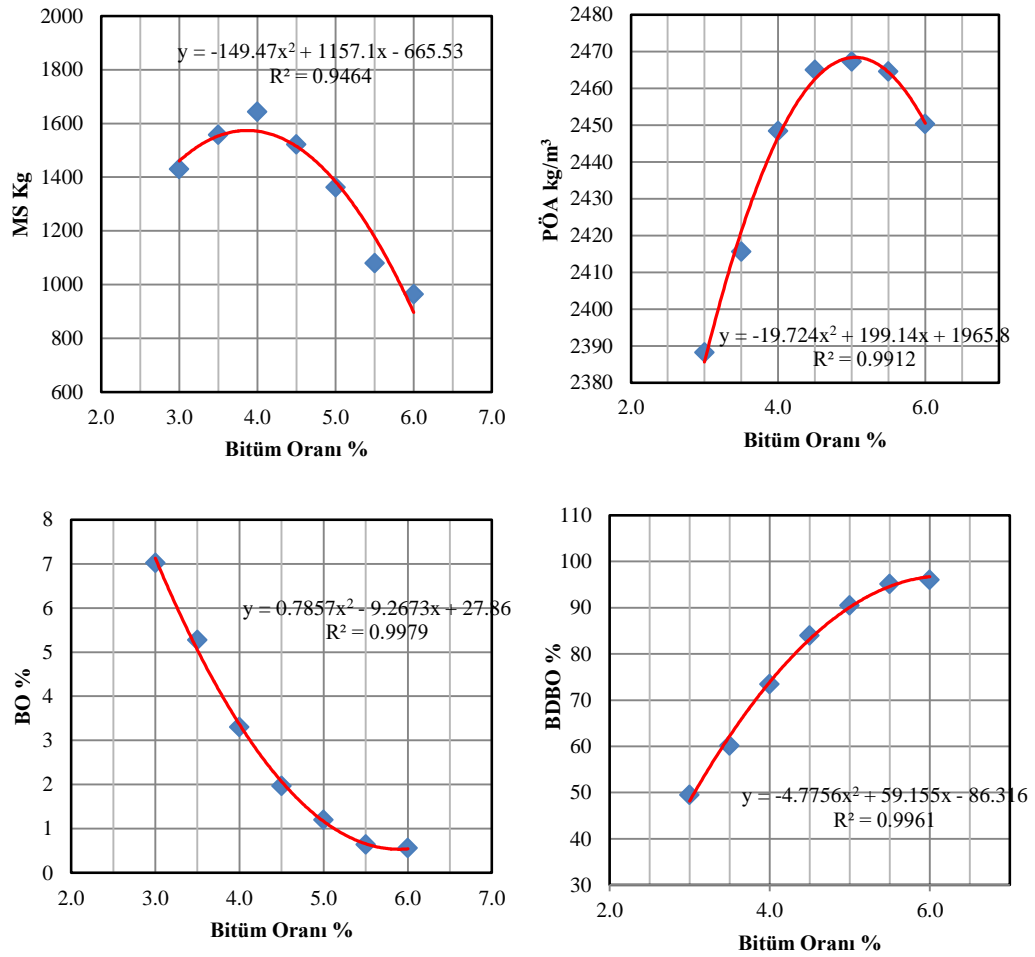 2000
1800
1600
1400
1200
1000
800
600
MS Kg
y = -149.47x² + 1157.1x - 665.53
R² = 0.9464
2.0 3.0 4.0 5.0 6.0 7.0
Bitüm Oranı %
2480
2470
2460
2450
2440
2430
2420
2410
2400
2390
2380
PÖA kg/m³
y = -19.724x² + 199.14x + 1965.8
R² = 0.9912
2.0 4.0 6.0
Bitüm Oranı %
8
7
6
5
4
3
2
1
0
BO %
y = 0.7857x² - 9.2673x + 27.86
R² = 0.9979
2.0 3.0 4.0 5.0 6.0 7.0
Bitüm Oranı %
110
100
90
80
70
60
50
40
30
BDBO %
y = -4.7756x² + 59.155x - 86.316
R² = 0.9961
2.0 4.0 6.0
Bitüm Oranı %